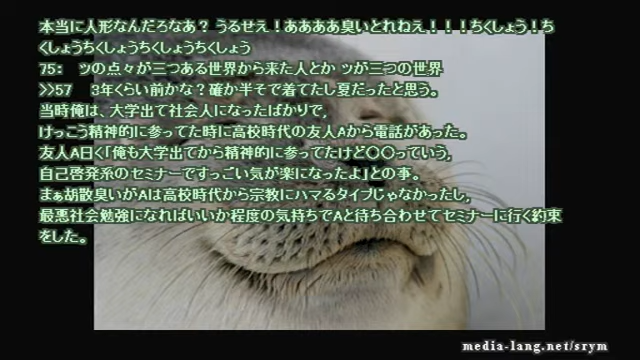 本当に人形なんだろなあ? うるせえ!ああああ臭いとれねえ!!!ちくしょう!ち
くしょうちくしょうちくしょうちくしょう
75: ツの点々が三つある世界から来た人とか ツが三つの世界
>>57 3年くらい前かな?確か半そで着てたし夏だったと思う。
当時俺は、大学出て社会人になったばかりで,
けっこう精神的に参ってた時に高校時代の友人Aから電話があった。
友人A曰く「俺も大学出てから精神的に参ってたけど〇〇っていう,
自己啓発系のセミナーですっごい気が楽になったよ」との事。
まぁ胡散臭いがAは高校時代から宗教にハマるタイプじゃなかったし,
最悪社会勉強になればいいか程度の気持ちでAと待ち合わせてセミナーに行く約束
をした。
media-lang.net/srym